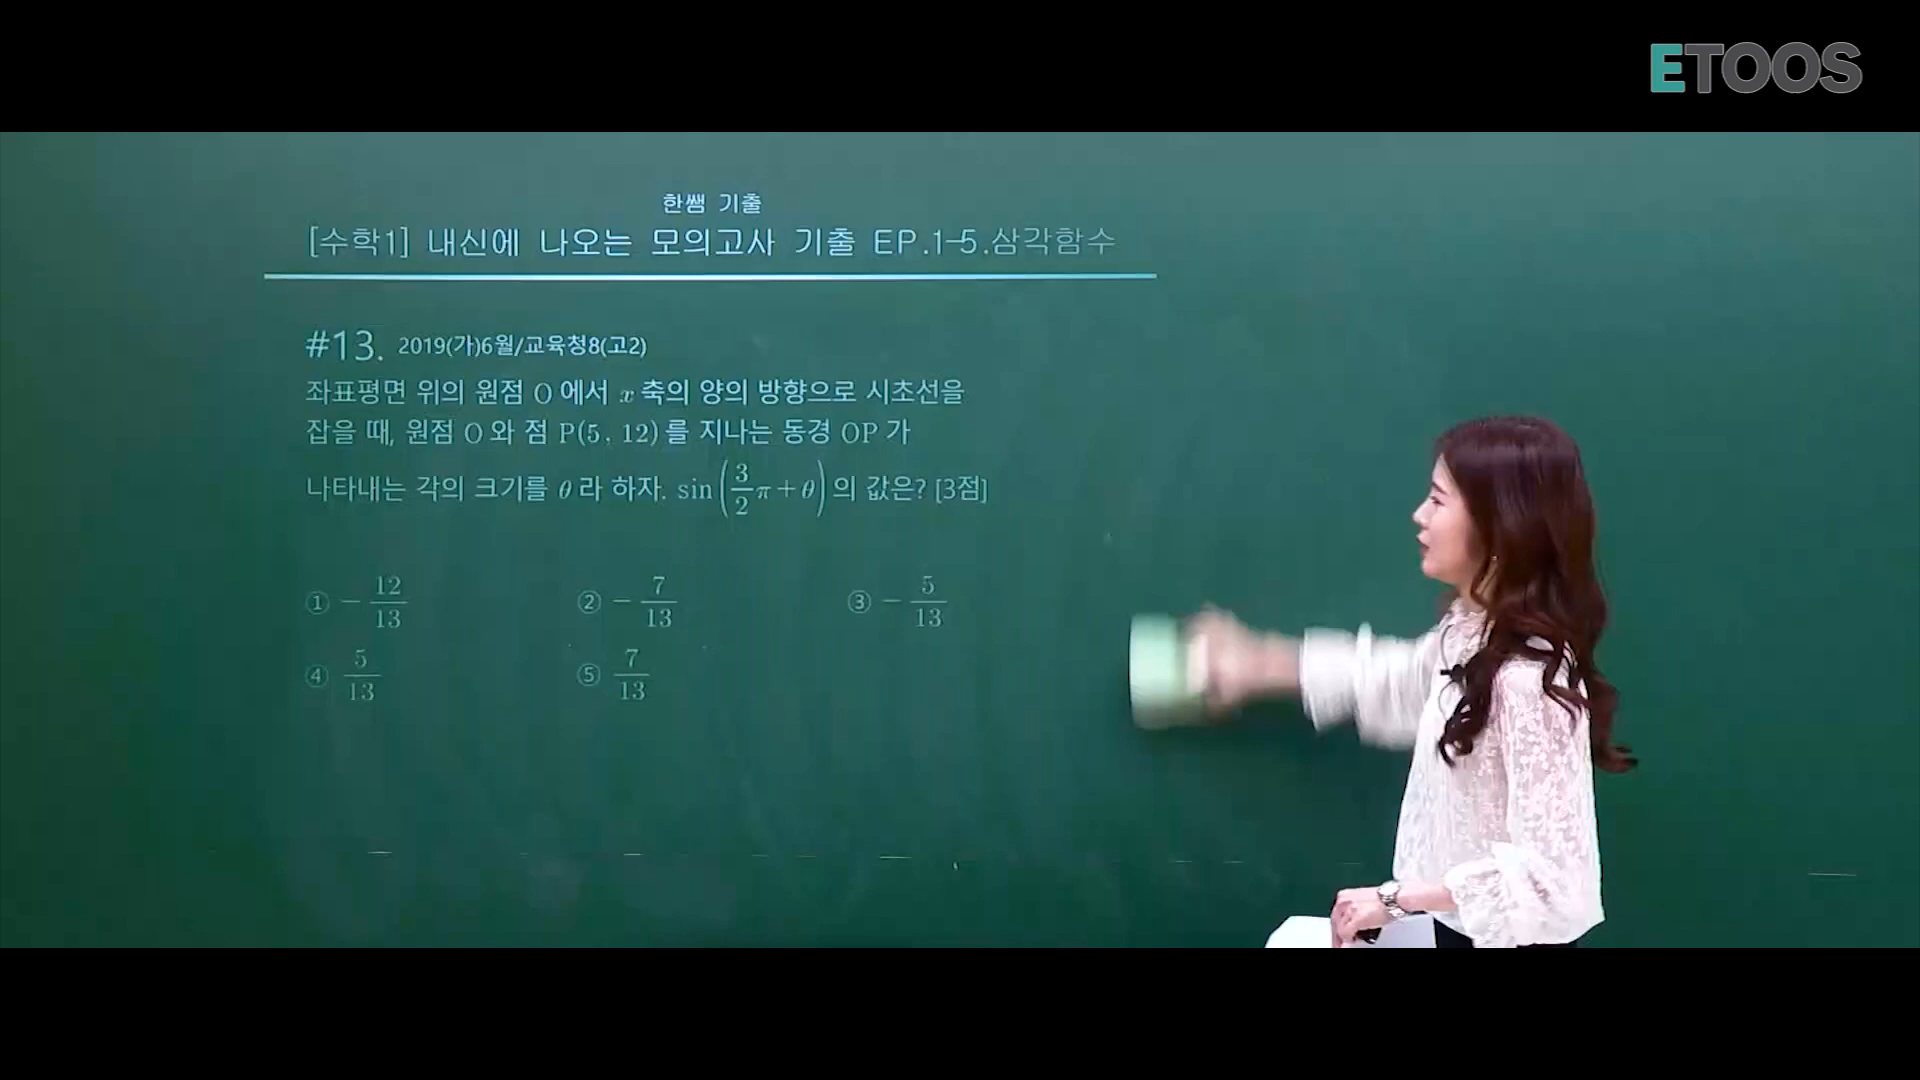 ETOOS
한쌤 기출
[수학1] 내신에 나오는 모의고사 기출 EP.1-5.삼각함수
#13. 2019(가)6월/교육청8(고2)
좌표평면 위의 원점 O에서 x축의 양의 방향으로 시초선을
잡을 때, 원점 O와 점 P(5, 12)를 지나는 동경 OP가
나타내는 각의 크기를 θ라 하자. sin(3/2 π+θ)의 값은? [3점]
① -12/13 ② -7/13 ③ -5/13
④ 5/13 ⑤ 7/13